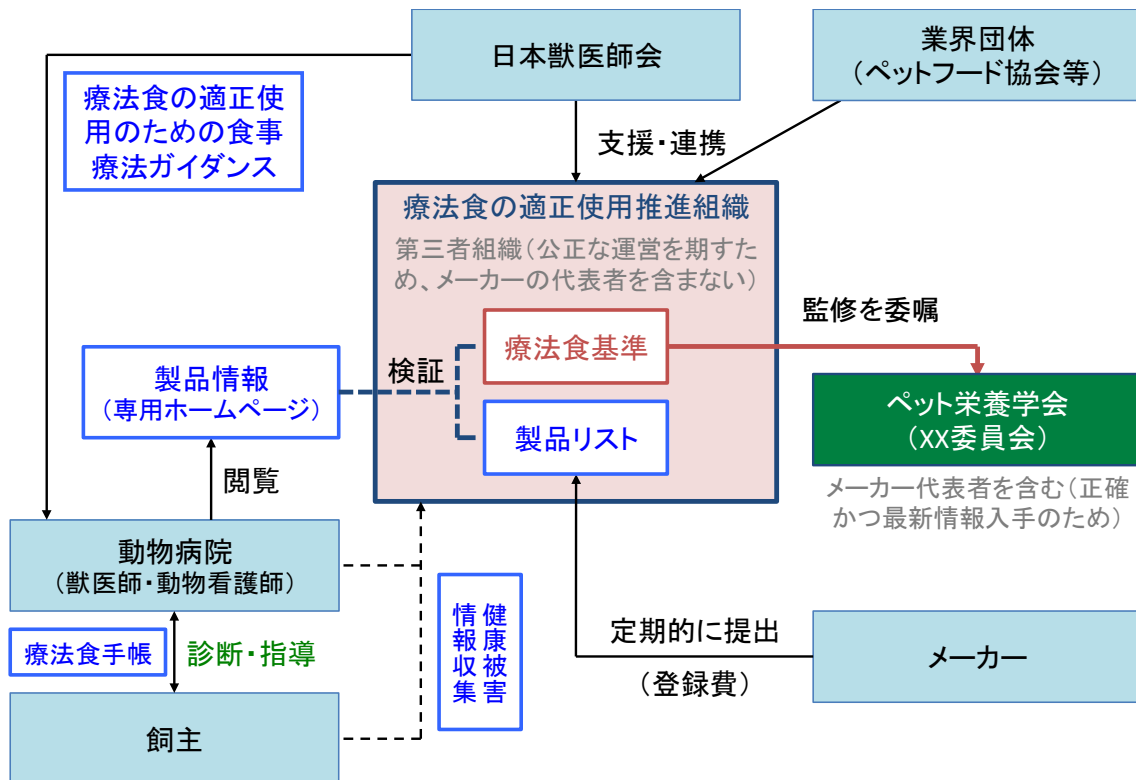 日本獣医師会
業界団体
（ペットフード協会等）
療法食の適正使
用のための食事
療法ガイダンス
支援・連携
療法食の適正使用推進組織
第三者組織（公正な運営を期すた
め、メーカーの代表者を含まない）
監修を委嘱
療法食基準
検証
製品情報
（専用ホームページ）
製品リスト
ペット栄養学会
（XX委員会）
メーカー代表者を含む（正確
かつ最新情報入手のため）
閲覧
動物病院
（獣医師・動物看護師）
健康被害
情報収集
定期的に提出
（登録費）
メーカー
療法食手帳
診断・指導
飼主